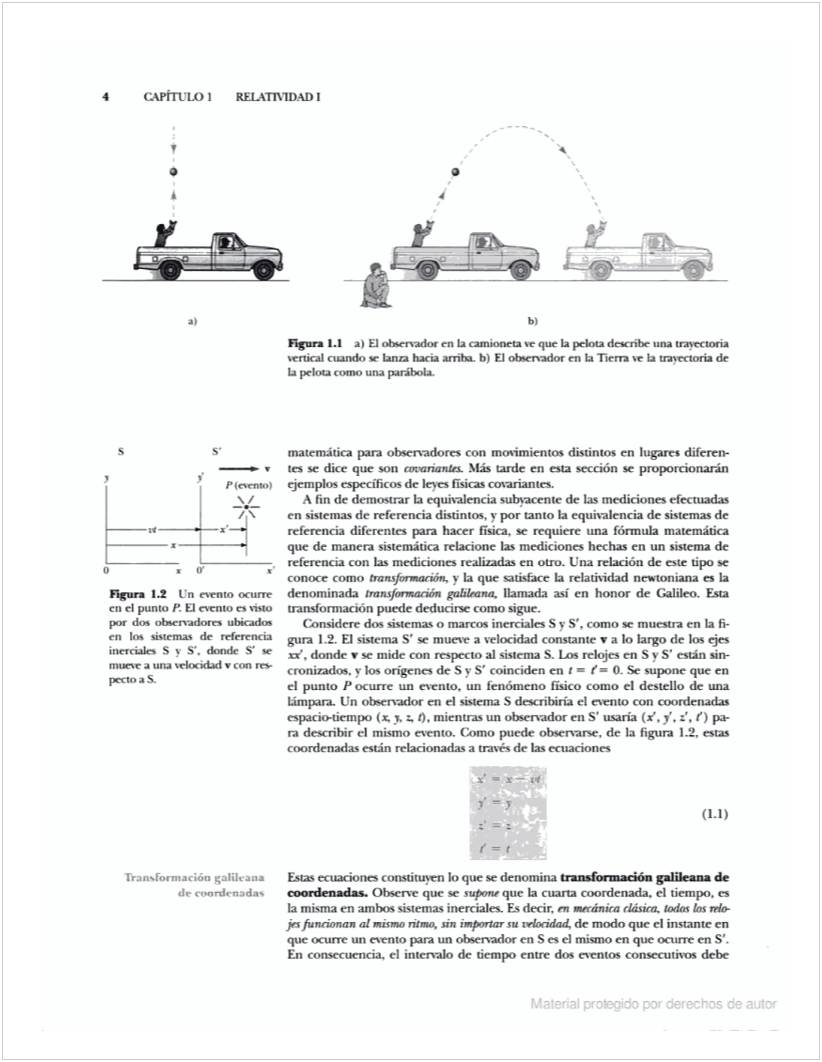 4 CAPÍTULO 1 RELATIVIDAD I
a)
b)
Figura 1.1 a) El observador en la camioneta ve que la pelota describe una trayectoria
vertical cuando se lanza hacia arriba. b) El observador en la Tierra ve la trayectoria de
la pelota como una parábola.
S
S'
v
y
y'
P (evento)
vt
x'
x
0
x
0'
x'
Figura 1.2 Un evento ocurre
en el punto P. El evento es visto
por dos observadores ubicados
en los sistemas de referencia
inerciales S y S', donde S' se
mueve a una velocidad v con res-
pecto a S.
matemática para observadores con movimientos distintos en lugares diferen-
tes se dice que son covariantes. Más tarde en esta sección se proporcionarán
ejemplos específicos de leyes físicas covariantes.
A fin de demostrar la equivalencia subyacente de las mediciones efectuadas
en sistemas de referencia distintos, y por tanto la equivalencia de sistemas de
referencia diferentes para hacer física, se requiere una fórmula matemática
que de manera sistemática relacione las mediciones hechas en un sistema de
referencia con las mediciones realizadas en otro. Una relación de este tipo se
conoce como transformación, y la que satisface la relatividad newtoniana es la
denominada transformación galileana, llamada así en honor de Galileo. Esta
transformación puede deducirse como sigue.
Considere dos sistemas o marcos inerciales S y S', como se muestra en la fi-
gura 1.2. El sistema S' se mueve a velocidad constante v a lo largo de los ejes
xx', donde v se mide con respecto al sistema S. Los relojes en S y S' están sin-
cronizados, y los orígenes de S y S' coinciden en t = t' = 0. Se supone que en
el punto P ocurre un evento, un fenómeno físico como el destello de una
lámpara. Un observador en el sistema S describiría el evento con coordenadas
espacio-tiempo (x, y, z, t), mientras un observador en S' usaría (x', y', z', t') pa-
ra describir el mismo evento. Como puede observarse, de la figura 1.2, estas
coordenadas están relacionadas a través de las ecuaciones
x' = x − vt
y' = y
z' = z
t' = t
(1.1)
Transformación galileana
de coordenadas
Estas ecuaciones constituyen lo que se denomina transformación galileana de
coordenadas. Observe que se supone que la cuarta coordenada, el tiempo, es
la misma en ambos sistemas inerciales. Es decir, en mecánica clásica, todos los relo-
jes funcionan al mismo ritmo, sin importar su velocidad, de modo que el instante en
que ocurre un evento para un observador en S es el mismo en que ocurre en S'.
En consecuencia, el intervalo de tiempo entre dos eventos consecutivos debe
Material protegido por derechos de autor